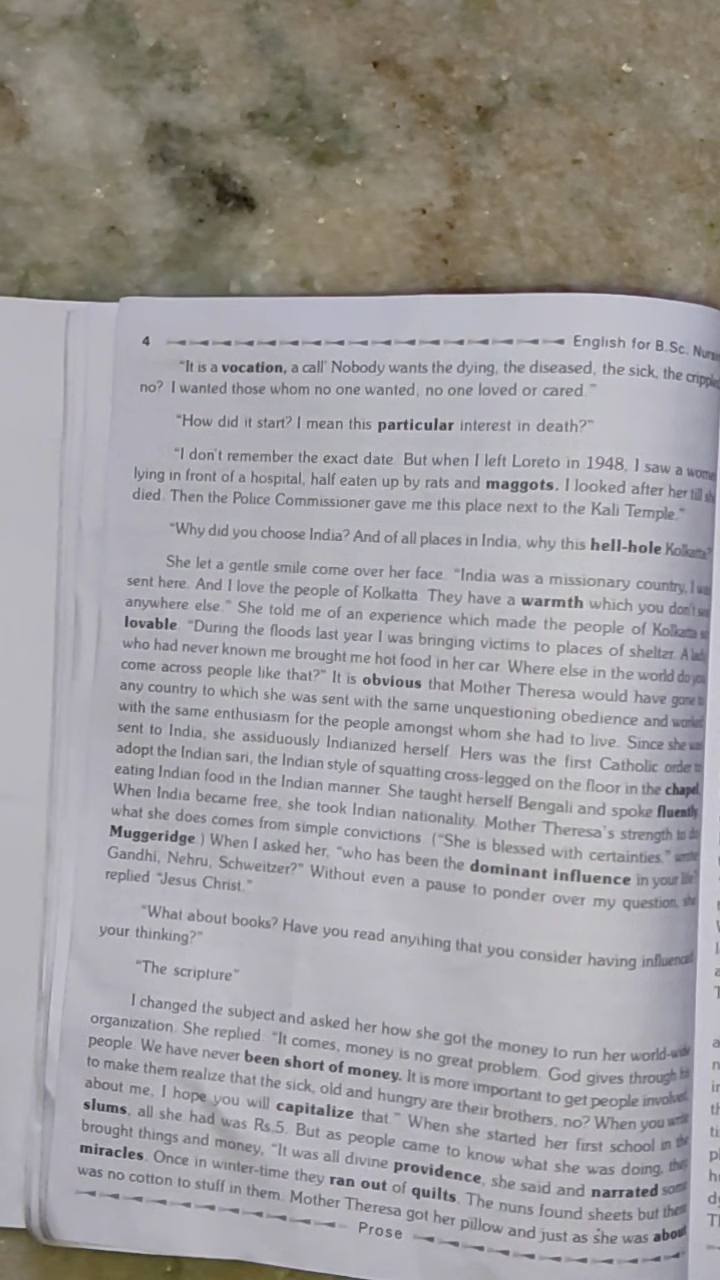 4 English for B.Sc.
"It is a vocation, a call' Nobody wants the dying, the diseased, the sick, the
no? I wanted those whom no one wanted, no one loved or cared."
"How did it start? I mean this particular interest in death?"
"I don't remember the exact date. But when I left Loreto in 1948, I saw a
lying in front of a hospital, half eaten up by rats and maggots. I looked after her till
died. Then the Police Commissioner gave me this place next to the Kali Temple."
"Why did you choose India? And of all places in India, why this hell-hole Kolkatta?
She let a gentle smile come over her face. "India was a missionary country, I
sent here. And I love the people of Kolkatta. They have a warmth which you don't
anywhere else." She told me of an experience which made the people of Kolkatta so
lovable. "During the floods last year I was bringing victims to places of shelter. A
who had never known me brought me hot food in her car. Where else in the world do you
come across people like that?" It is obvious that Mother Theresa would have gone
any country to which she was sent with the same unquestioning obedience and worked
with the same enthusiasm for the people amongst whom she had to live. Since she
sent to India, she assiduously Indianized herself. Hers was the first Catholic order to
adopt the Indian sari, the Indian style of squatting cross-legged on the floor in the chapel,
eating Indian food in the Indian manner. She taught herself Bengali and spoke fluently.
When India became free, she took Indian nationality. Mother Theresa's strength to do
what she does comes from simple convictions. ("She is blessed with certainties,"
Muggeridge.) When I asked her, "who has been the dominant influence in your life?
Gandhi, Nehru, Schweitzer?" Without even a pause to ponder over my question, she
replied "Jesus Christ."
"What about books? Have you read anyihing that you consider having influenced
your thinking?"
"The scripture"
I changed the subject and asked her how she got the money to run her world-wide
organization. She replied. "It comes, money is no great problem. God gives through
people. We have never been short of money. It is more important to get people involved
to make them realize that the sick, old and hungry are their brothers, no? When you
about me, I hope you will capitalize that." When she started her first school in the
slums, all she had was Rs.5. But as people came to know what she was doing, they
brought things and money, "It was all divine providence, she said and narrated some
miracles. Once in winter-time they ran out of quilts. The nuns found sheets but there
was no cotton to stuff in them. Mother Theresa got her pillow and just as she was about
Prose